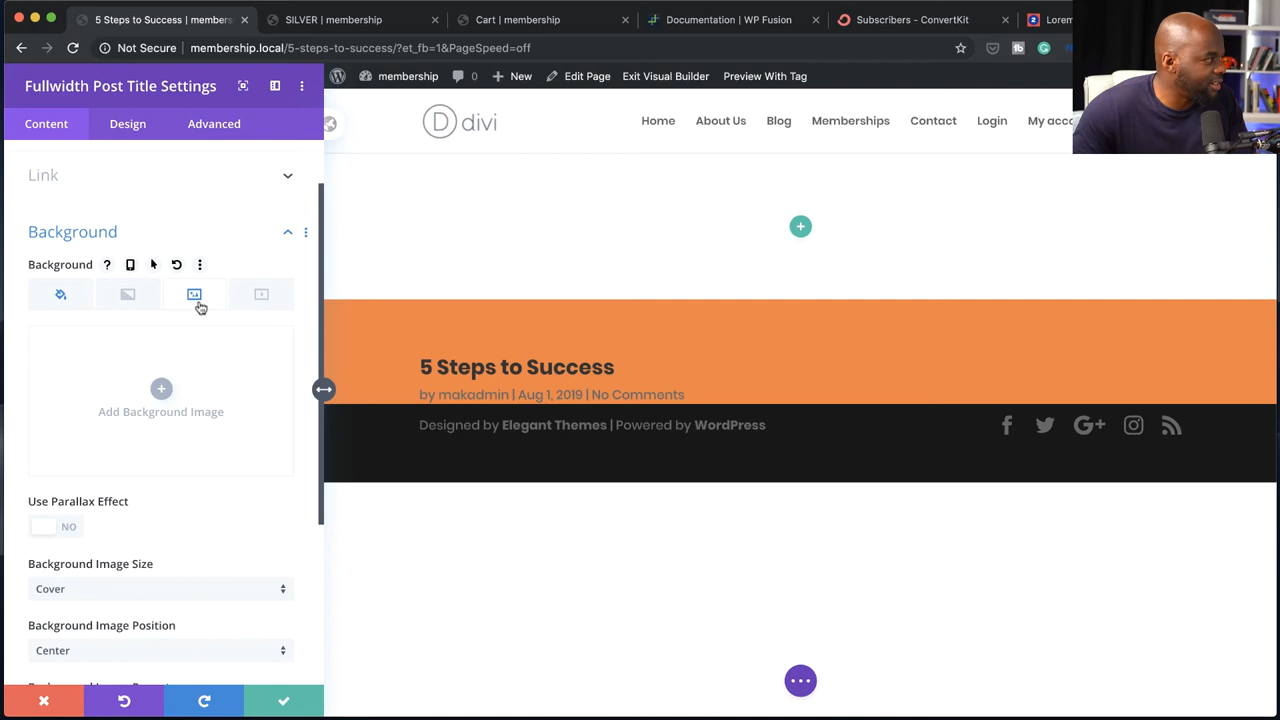 5 Steps to Success | members
SILVER | membership
Cart | membership
Documentation | WP Fusion
Subscribers - ConvertKit
Not Secure
membership.local/5-steps-to-success/?et_fb=1&PageSpeed=off
Fullwidth Post Title Settings
membership
0
New
Edit Page
Exit Visual Builder
Preview With Tag
Content
Design
Advanced
D divi
Home
About Us
Blog
Memberships
Contact
Login
My acco
Link
Background
Background
Add Background Image
Use Parallax Effect
NO
Background Image Size
Cover
Background Image Position
Center
5 Steps to Success
by makadmin | Aug 1, 2019 | No Comments
Designed by Elegant Themes | Powered by WordPress